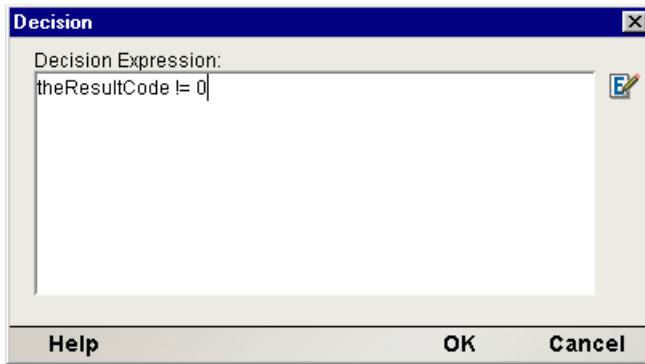 Decision
Decision Expression:
theResultCode != 0
E
Help OK Cancel